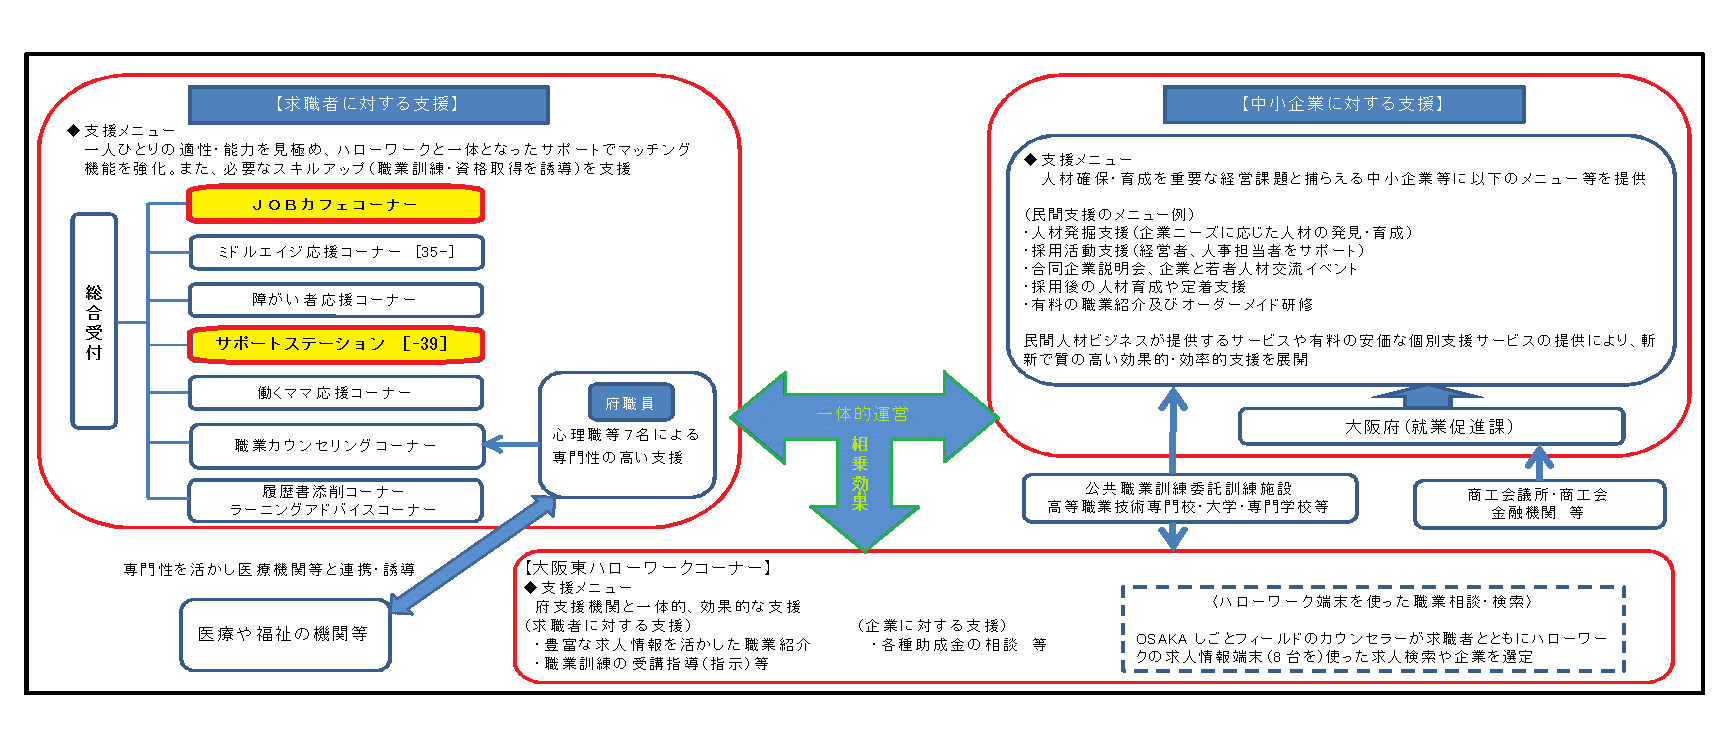 【求職者に対する支援】
◆支援メニュー
一人ひとりの適性・能力を見極め、ハローワークと一体となったサポートでマッチング
機能を強化。また、必要なスキルアップ（職業訓練・資格取得を誘導）を支援
総合受付
ＪＯＢカフェコーナー
ミドルエイジ応援コーナー ［35-］
障がい者応援コーナー
サポートステーション ［-39］
働くママ応援コーナー
職業カウンセリングコーナー
履歴書添削コーナー
ラーニングアドバイスコーナー
府職員
心理職等７名による
専門性の高い支援
専門性を活かし医療機関等と連携・誘導
医療や福祉の機関等
一体的運営
相乗効果
【中小企業に対する支援】
◆支援メニュー
人材確保・育成を重要な経営課題と捕らえる中小企業等に以下のメニュー等を提供
（民間支援のメニュー例）
・人材発掘支援（企業ニーズに応じた人材の発見・育成）
・採用活動支援（経営者、人事担当者をサポート）
・合同企業説明会、企業と若者人材交流イベント
・採用後の人材育成や定着支援
・有料の職業紹介及びオーダーメイド研修
民間人材ビジネスが提供するサービスや有料の安価な個別支援サービスの提供により、斬
新で質の高い効果的・効率的支援を展開
大阪府（就業促進課）
公共職業訓練委託訓練施設
高等職業技術専門校・大学・専門学校等
商工会議所・商工会
金融機関 等
【大阪東ハローワークコーナー】
◆支援メニュー
府支援機関と一体的、効果的な支援
（求職者に対する支援）
・豊富な求人情報を活かした職業紹介
・職業訓練の受講指導（指示）等
（企業に対する支援）
・各種助成金の相談 等
〈ハローワーク端末を使った職業相談・検索〉
OSAKAしごとフィールドのカウンセラーが求職者とともにハローワー
クの求人情報端末（８台を）使った求人検索や企業を選定